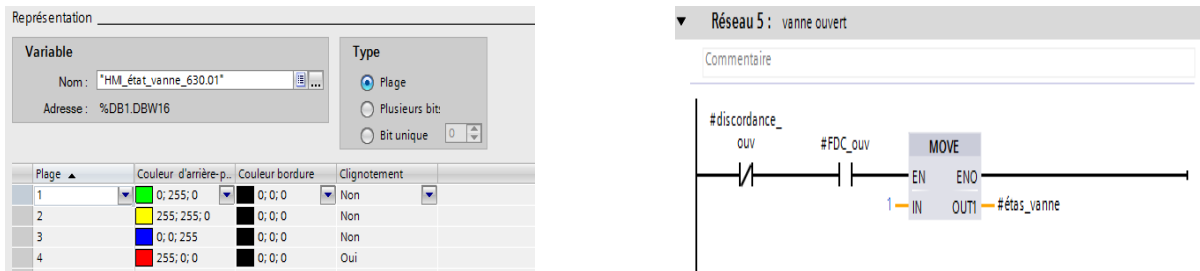 Représentation
Variable
Nom : "HMI_état_vanne_630.01" ...
Adresse : %DB1.DBW16
Type
Plage
Plusieurs bits
Bit unique 0
Plage Couleur d'arrière-p.. Couleur bordure Clignotement
1 0; 255; 0 0; 0; 0 Non
2 255; 255; 0 0; 0; 0 Non
3 0; 0; 255 0; 0; 0 Non
4 255; 0; 0 0; 0; 0 Oui
Réseau 5 : vanne ouvert
Commentaire
#discordance_
ouv #FDC_ouv MOVE
EN ENO
1 IN OUT1 #étas_vanne